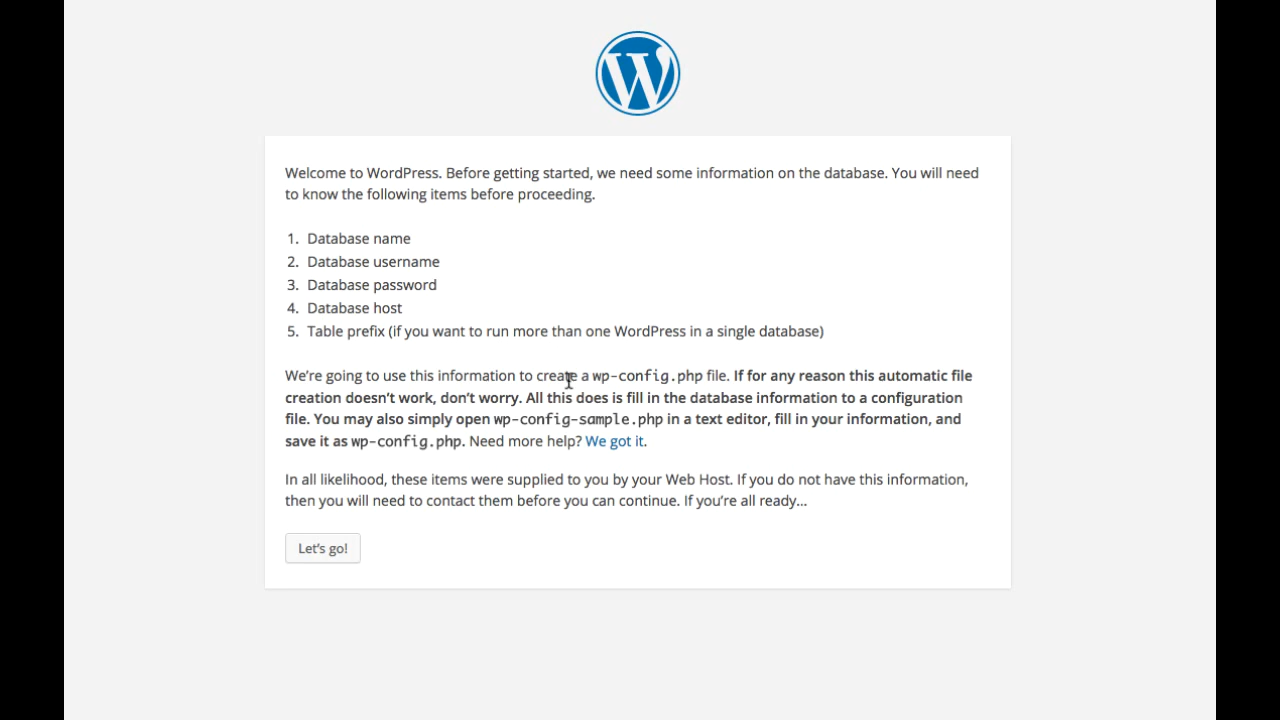 W
Welcome to WordPress. Before getting started, we need some information on the database. You will need
to know the following items before proceeding.
1. Database name
2. Database username
3. Database password
4. Database host
5. Table prefix (if you want to run more than one WordPress in a single database)
We’re going to use this information to create a wp-config.php file. If for any reason this automatic file
creation doesn’t work, don’t worry. All this does is fill in the database information to a configuration
file. You may also simply open wp-config-sample.php in a text editor, fill in your information, and
save it as wp-config.php. Need more help? We got it.
In all likelihood, these items were supplied to you by your Web Host. If you do not have this information,
then you will need to contact them before you can continue. If you’re all ready…
Let’s go!